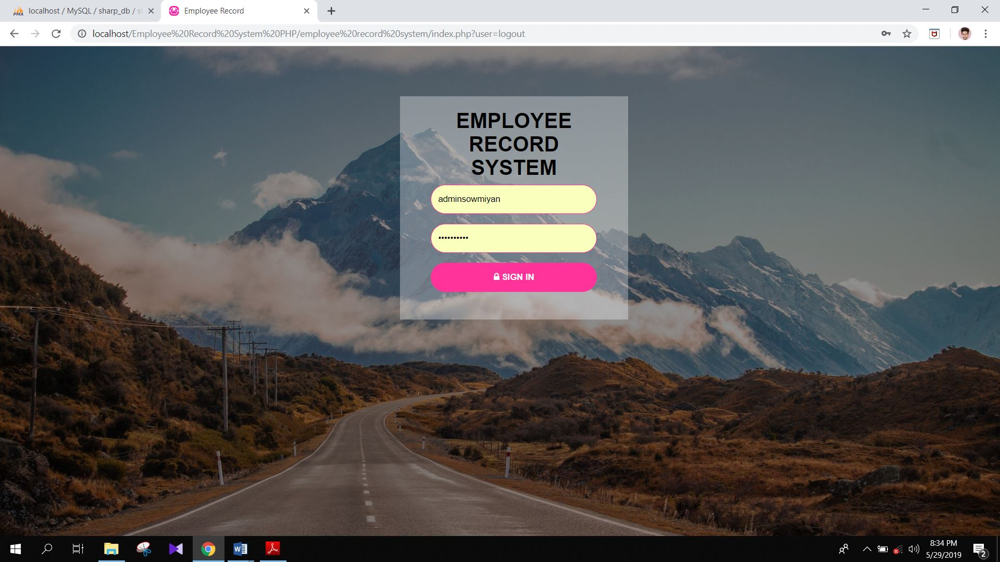 localhost / MySQL / sharp_db /
Employee Record
localhost/Employee%20Record%20System%20PHP/employee%20record%20system/index.php?user=logout
EMPLOYEE
RECORD
SYSTEM
adminsowmiyan
••••••••••
SIGN IN
8:34 PM
5/29/2019
2
PMA